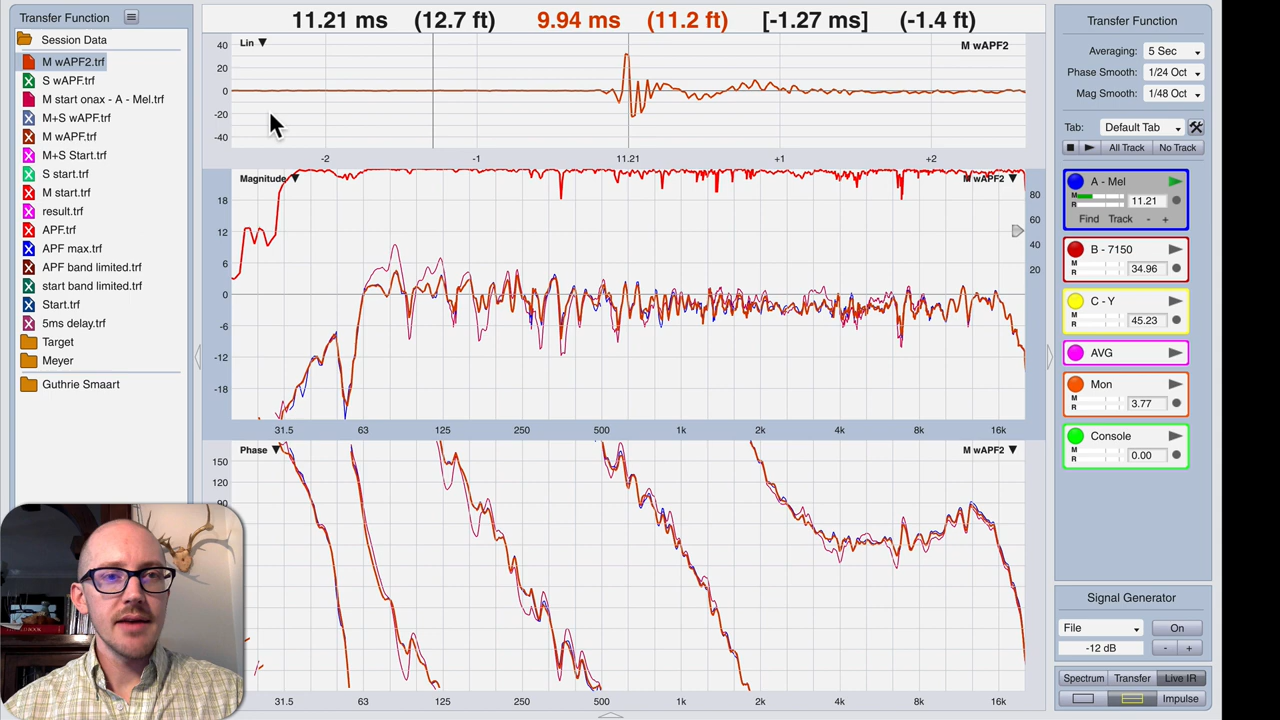 Transfer Function
Session Data
M wAPF2.trf
S wAPF.trf
M start onax - A - Mel.trf
M+S wAPF.trf
M wAPF.trf
M+S Start.trf
S start.trf
M start.trf
result.trf
APF.trf
APF max.trf
APF band limited.trf
start band limited.trf
Start.trf
5ms delay.trf
Target
Meyer
Guthrie Smaart
11.21 ms (12.7 ft) 9.94 ms (11.2 ft) [-1.27 ms] (-1.4 ft)
Lin M wAPF2
40
20
0
-20
-40
-2 -1 11.21 +1 +2
Magnitude M wAPF2
18
12
6
0
-6
-12
-18
80
60
40
20
31.5 63 125 250 500 1k 2k 4k 8k 16k
Phase M wAPF2
150
120
90
31.5 63 125 250 500 1k 2k 4k 8k 16k
Transfer Function
Averaging: 5 Sec
Phase Smooth: 1/24 Oct
Mag Smooth: 1/48 Oct
Tab: Default Tab
All Track No Track
A - Mel
M
R
11.21
Find Track - +
B - 7150
M
R
34.96
C - Y
M
R
45.23
AVG
Mon
M
R
3.77
Console
M
R
0.00
Signal Generator
File On
-12 dB - +
Spectrum Transfer Live IR
Impulse